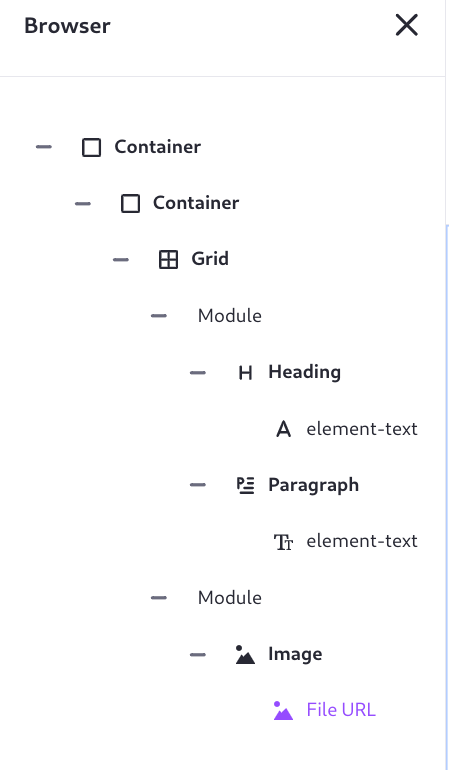 Browser
Container
Container
Grid
Module
Heading
element-text
Paragraph
element-text
Module
Image
File URL